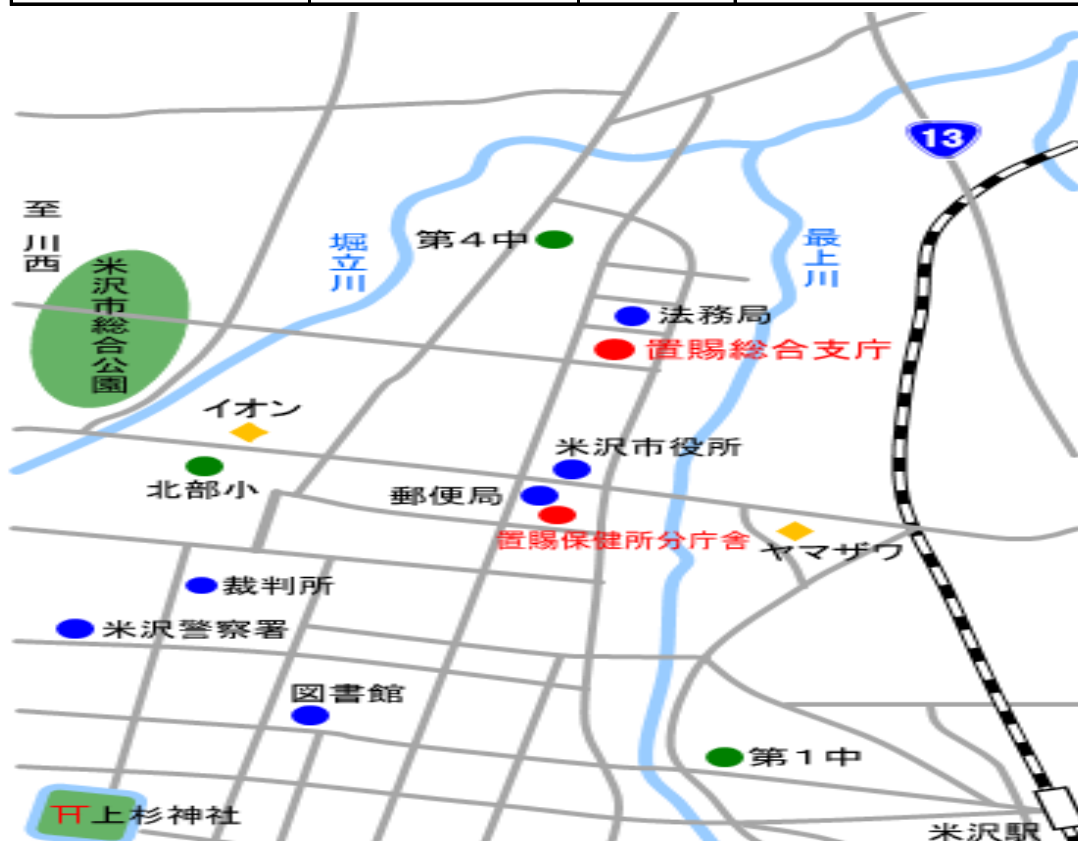 13
至
川西
第4中
堀立川
最上川
米沢市総合公園
法務局
置賜総合支庁
イオン
米沢市役所
北部小
郵便局
置賜保健所分庁舎
ヤマザワ
裁判所
米沢警察署
図書館
第1中
上杉神社
米沢駅